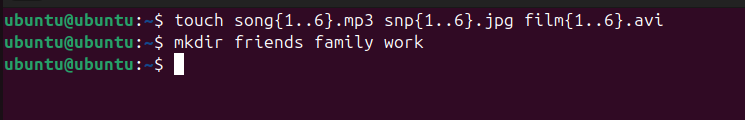 ubuntu@ubuntu:~$ touch song{1..6}.mp3 snp{1..6}.jpg film{1..6}.avi
ubuntu@ubuntu:~$ mkdir friends family work
ubuntu@ubuntu:~$